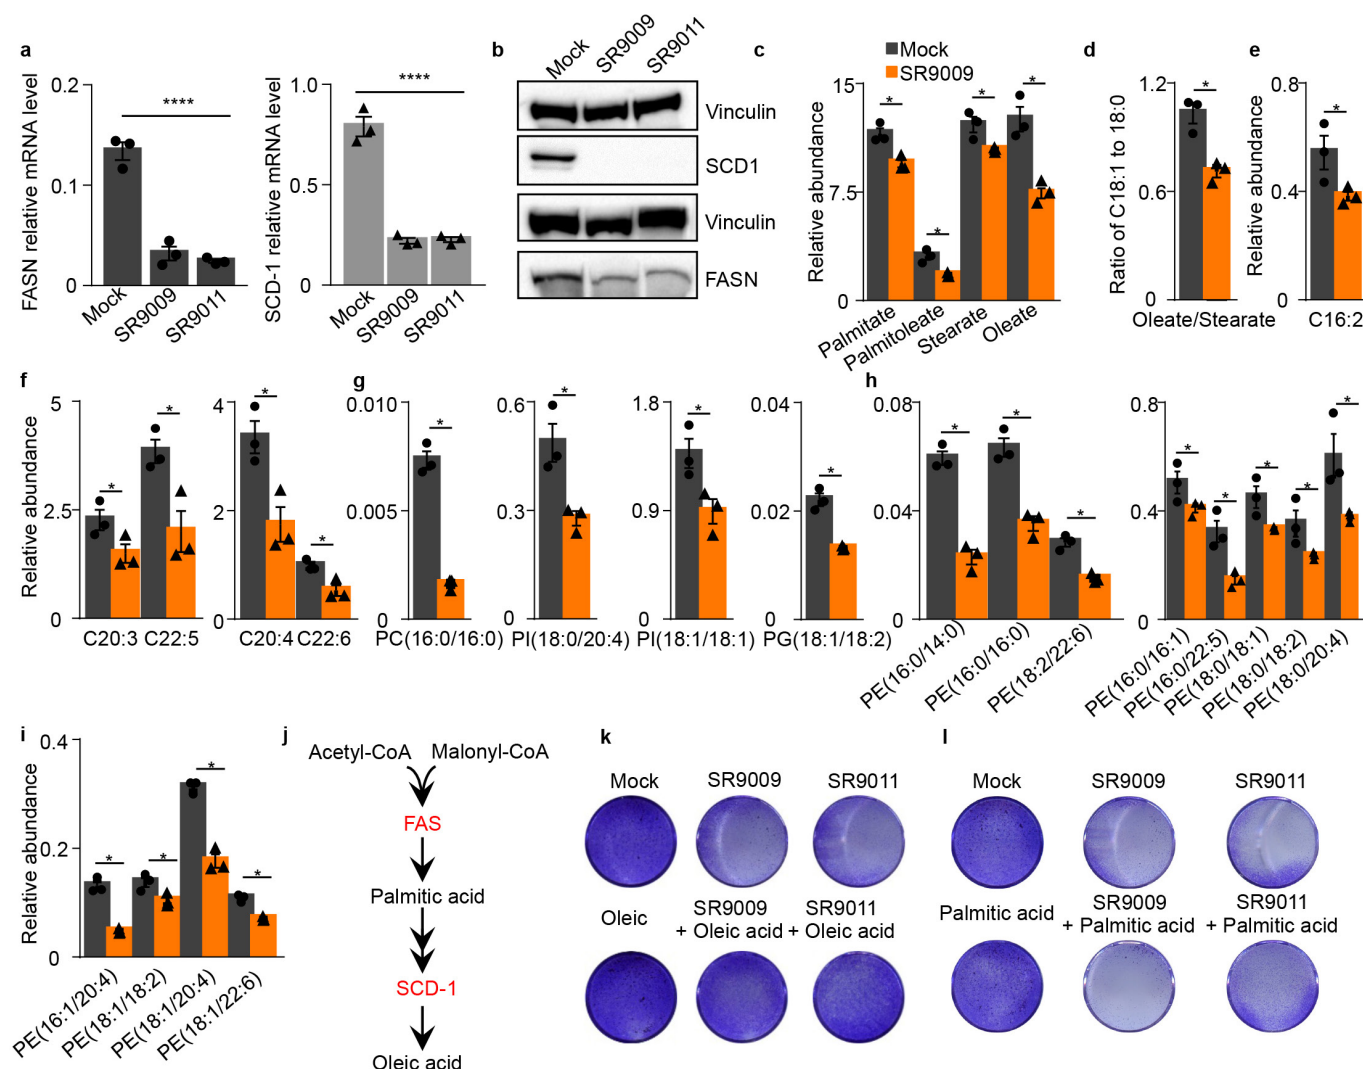 a
FASN relative mRNA level
0.2
0.1
0
****
Mock
SR9009
SR9011
SCD-1 relative mRNA level
1.0
0.5
0
****
Mock
SR9009
SR9011
b
Mock
SR9009
SR9011
Vinculin
SCD1
Vinculin
FASN
c
Mock
SR9009
Relative abundance
15
7.5
0
*
*
*
*
Palmitate
Palmitoleate
Stearate
Oleate
d
Ratio of C18:1 to 18:0
1.2
0.6
0
*
Oleate/Stearate
e
Relative abundance
0.8
0.4
0
*
C16:2
f
Relative abundance
5
2.5
0
*
*
C20:3 C22:5
4
2
0
*
*
C20:4 C22:6
g
0.010
0.005
0
*
PC(16:0/16:0)
0.6
0.3
0
*
PI(18:0/20:4)
1.8
0.9
0
*
PI(18:1/18:1)
0.04
0.02
0
*
PG(18:1/18:2)
h
0.08
0.04
0
*
*
*
PE(16:0/14:0)
PE(16:0/16:0)
PE(18:2/22:6)
0.8
0.4
0
*
*
*
*
*
PE(16:0/16:1)
PE(16:0/22:5)
PE(18:0/18:1)
PE(18:0/18:2)
PE(18:0/20:4)
i
Relative abundance
0.4
0.2
0
*
*
*
*
PE(16:1/20:4)
PE(18:1/18:2)
PE(18:1/20:4)
PE(18:1/22:6)
j
Acetyl-CoA Malonyl-CoA
FAS
Palmitic acid
SCD-1
Oleic acid
k
Mock SR9009 SR9011
Oleic
SR9009
+ Oleic acid
SR9011
+ Oleic acid
l
Mock SR9009 SR9011
Palmitic acid
SR9009
+ Palmitic acid
SR9011
+ Palmitic acid